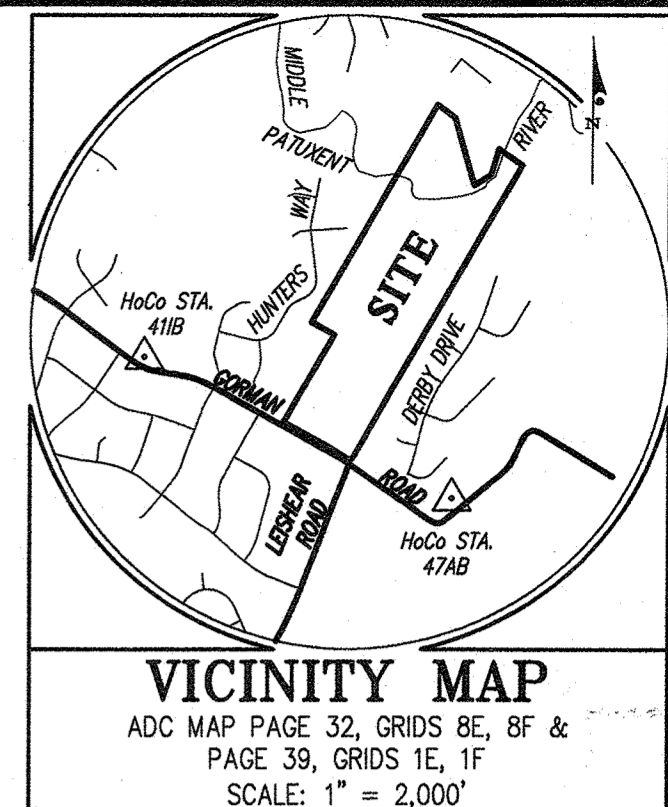 MIDDLE
PATUXENT
RIVER
N
HUNTERS
WAY
SITE
HoCo STA.
411B
GORMAN
ROAD
DERBY DRIVE
LEISHEAR
ROAD
HoCo STA.
47AB
VICINITY MAP
ADC MAP PAGE 32, GRIDS 8E, 8F &
PAGE 39, GRIDS 1E, 1F
SCALE: 1" = 2,000'